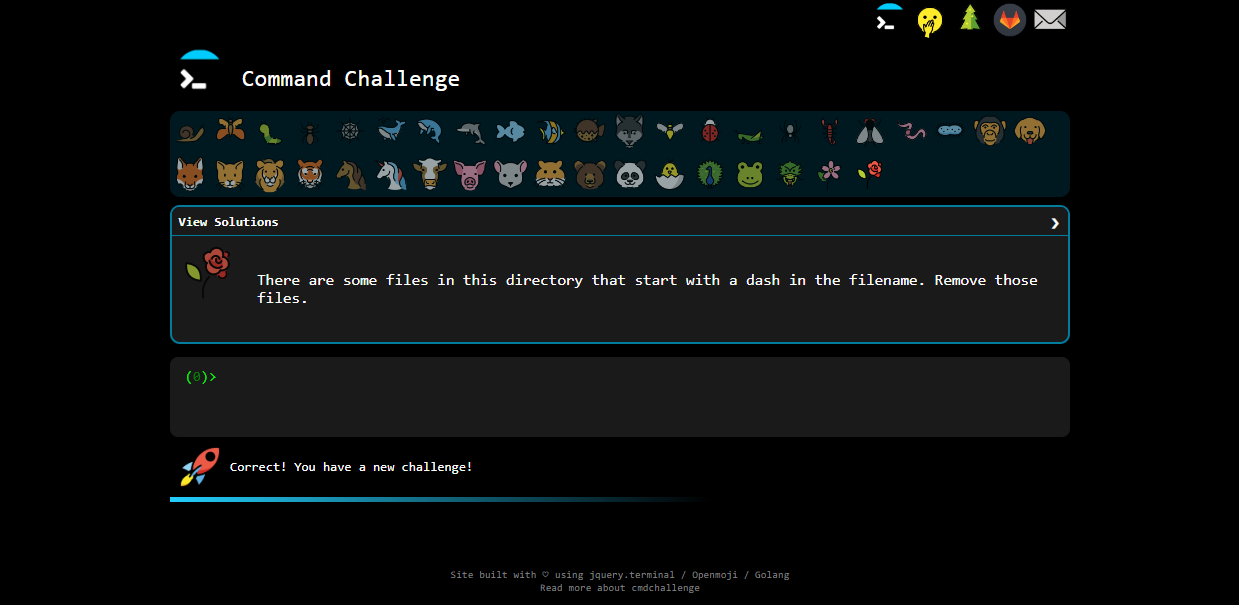 Command Challenge
View Solutions
There are some files in this directory that start with a dash in the filename. Remove those
files.
(0)>
Correct! You have a new challenge!
Site built with ♡ using jquery.terminal / Openmoji / Golang
Read more about cmdchallenge